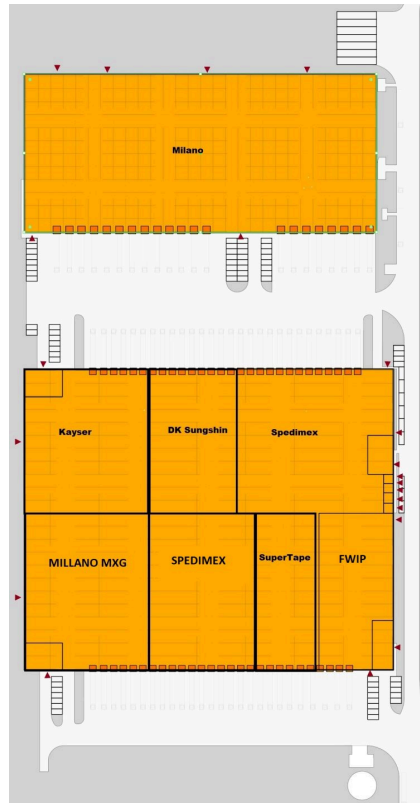 Milano
Kayser
DK Sungshin
Spedimex
MILLANO MXG
SPEDIMEX
SuperTape
FWIP